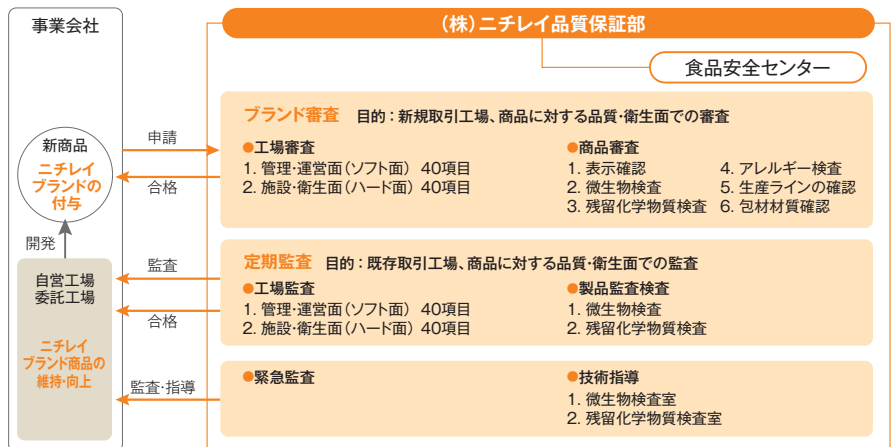 事業会社
(株)ニチレイ品質保証部
食品安全センター
新商品
ニチレイ
ブランドの
付与
申請
合格
開発
自営工場
委託工場
ニチレイ
ブランド商品の
維持・向上
監査
合格
監査・指導
ブランド審査 目的:新規取引工場、商品に対する品質・衛生面での審査
●工場審査
1. 管理・運営面(ソフト面) 40項目
2. 施設・衛生面(ハード面) 40項目
●商品審査
1. 表示確認
2. 微生物検査
3. 残留化学物質検査
4. アレルギー検査
5. 生産ラインの確認
6. 包材材質確認
定期監査 目的:既存取引工場、商品に対する品質・衛生面での監査
●工場監査
1. 管理・運営面(ソフト面) 40項目
2. 施設・衛生面(ハード面) 40項目
●製品監査検査
1. 微生物検査
2. 残留化学物質検査
●緊急監査
●技術指導
1. 微生物検査室
2. 残留化学物質検査室